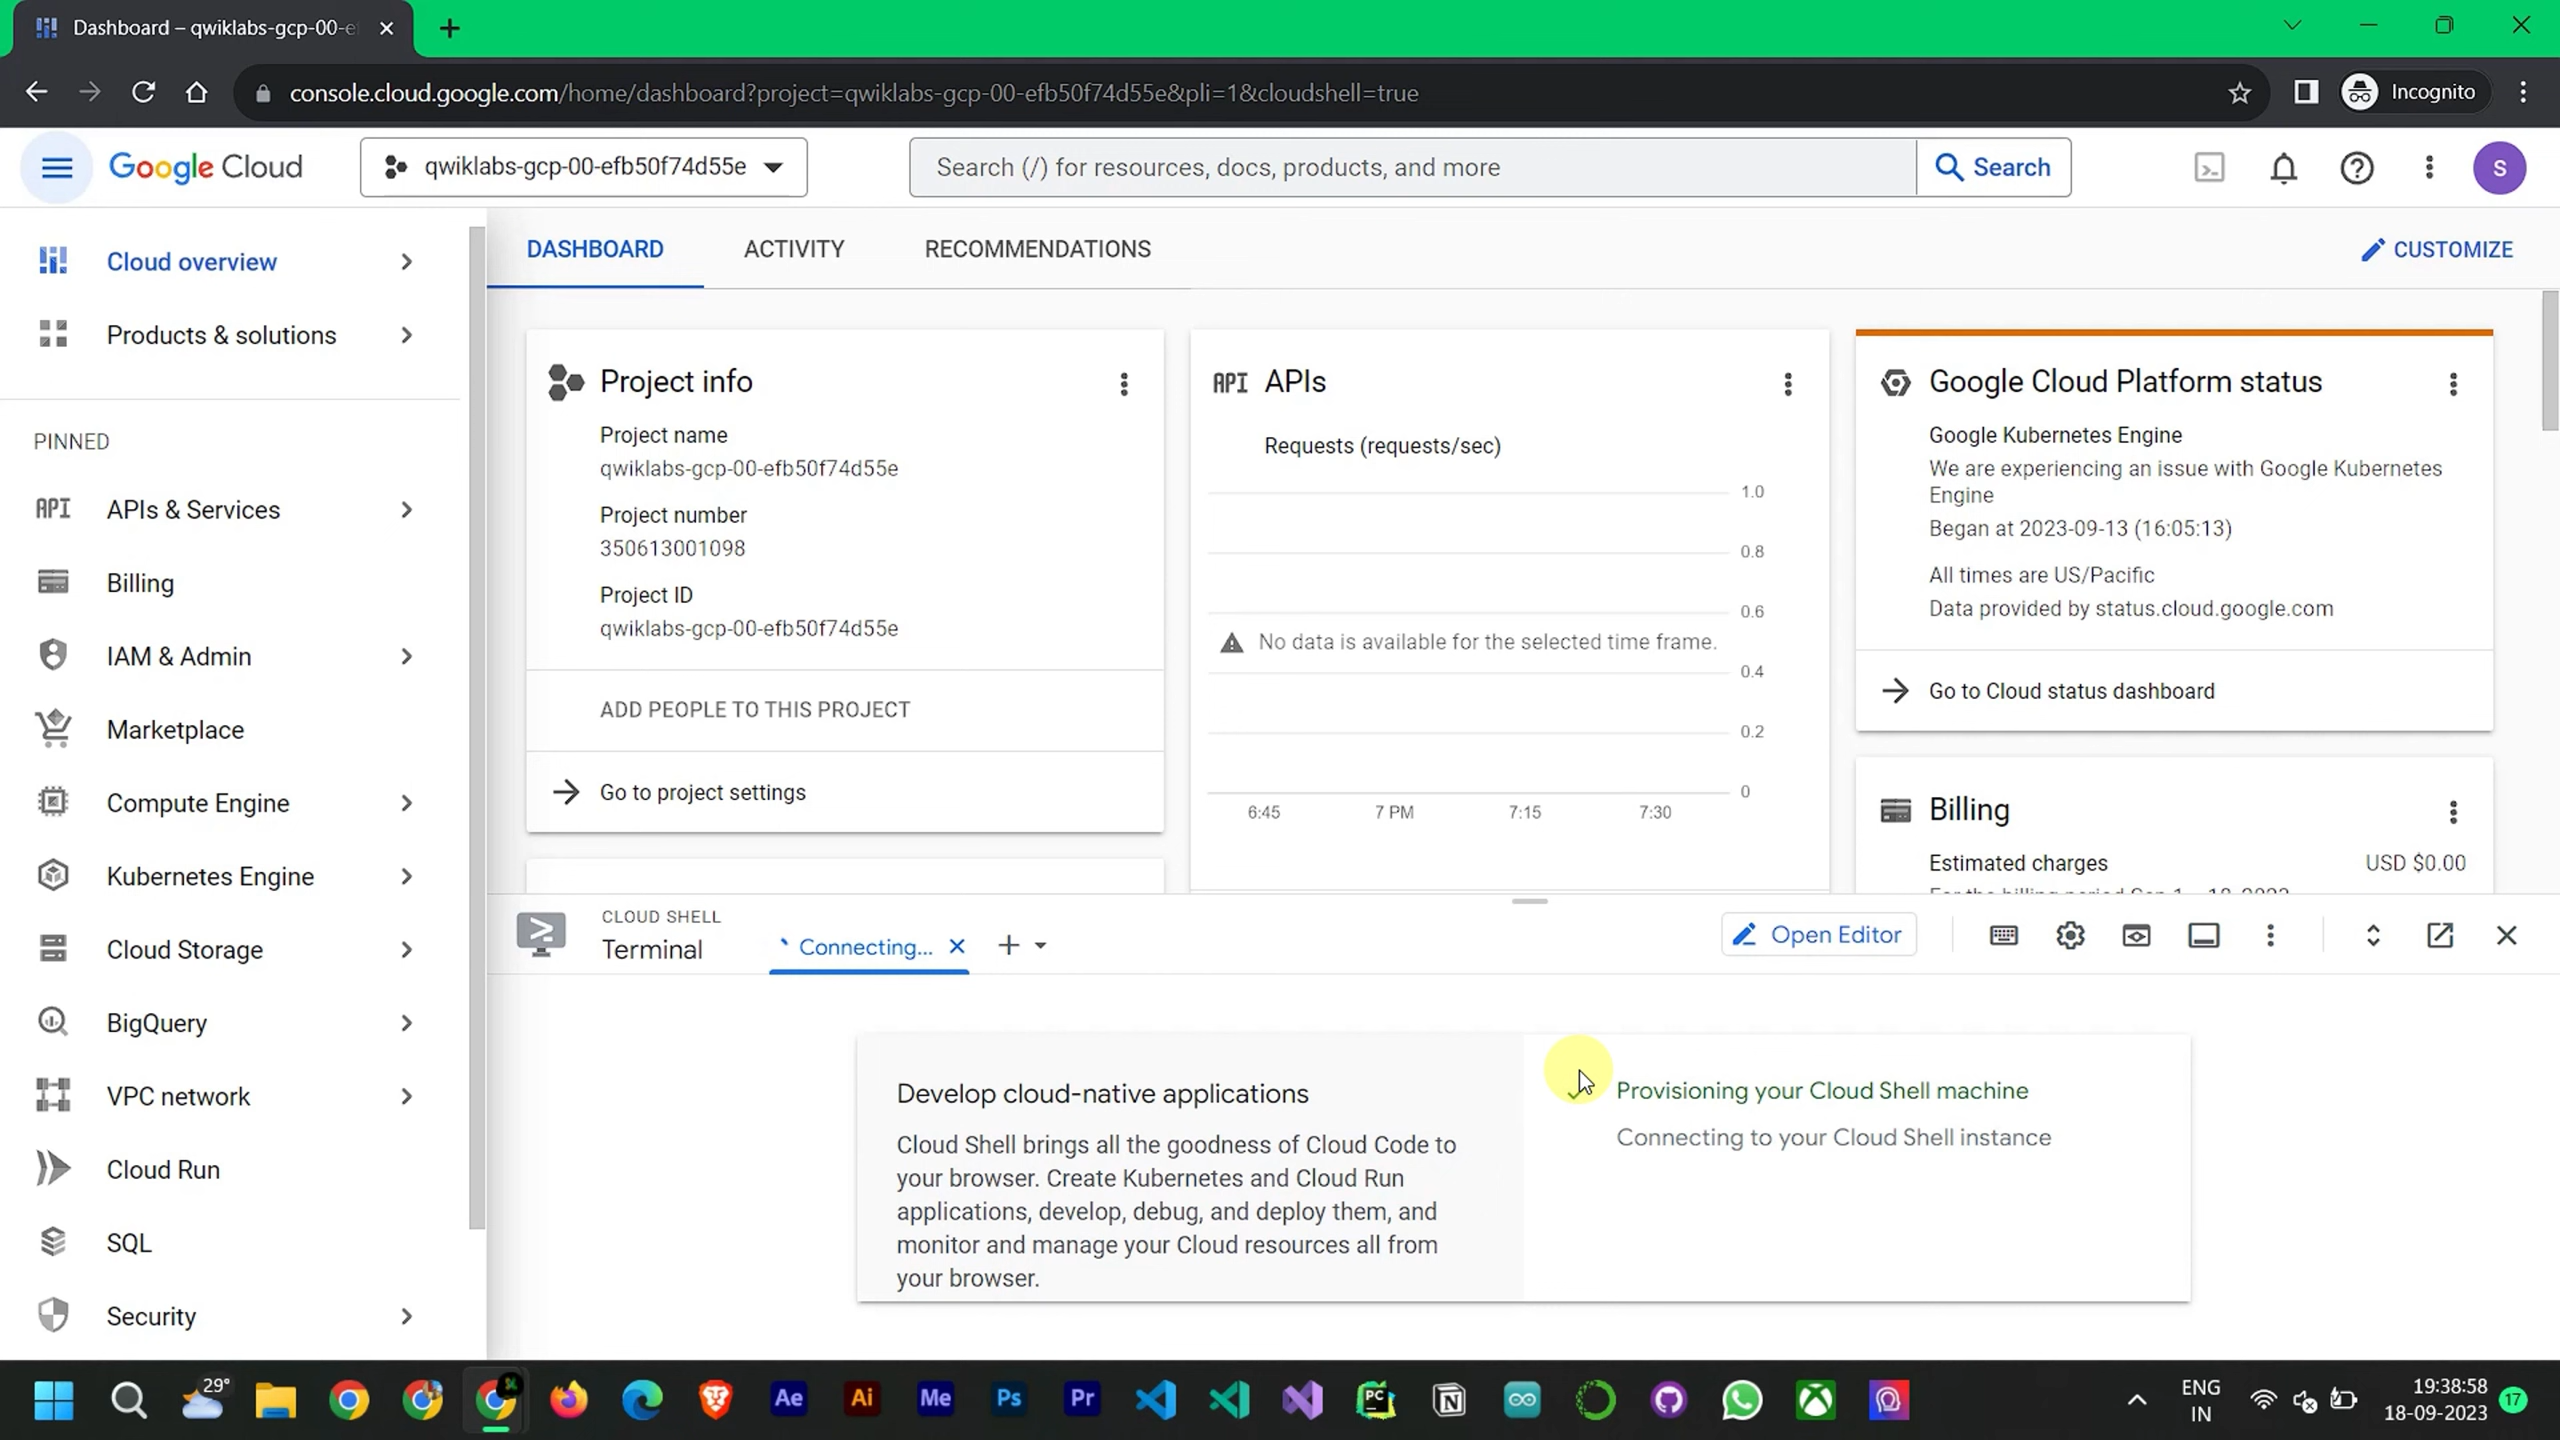 Dashboard – qwiklabs-gcp-00-e
console.cloud.google.com/home/dashboard?project=qwiklabs-gcp-00-efb50f74d55e&pli=1&cloudshell=true
Incognito
Google Cloud
qwiklabs-gcp-00-efb50f74d55e
Search (/) for resources, docs, products, and more
Search
S
Cloud overview
Products & solutions
PINNED
API APIs & Services
Billing
IAM & Admin
Marketplace
Compute Engine
Kubernetes Engine
Cloud Storage
BigQuery
VPC network
Cloud Run
SQL
Security
DASHBOARD
ACTIVITY
RECOMMENDATIONS
CUSTOMIZE
Project info
Project name
qwiklabs-gcp-00-efb50f74d55e
Project number
350613001098
Project ID
qwiklabs-gcp-00-efb50f74d55e
ADD PEOPLE TO THIS PROJECT
Go to project settings
API APIs
Requests (requests/sec)
1.0
0.8
0.6
No data is available for the selected time frame.
0.4
0.2
0
6:45 7 PM 7:15 7:30
Google Cloud Platform status
Google Kubernetes Engine
We are experiencing an issue with Google Kubernetes
Engine
Began at 2023-09-13 (16:05:13)
All times are US/Pacific
Data provided by status.cloud.google.com
Go to Cloud status dashboard
Billing
Estimated charges USD $0.00
CLOUD SHELL
Terminal
Connecting...
Open Editor
Develop cloud-native applications
Cloud Shell brings all the goodness of Cloud Code to
your browser. Create Kubernetes and Cloud Run
applications, develop, debug, and deploy them, and
monitor and manage your Cloud resources all from
your browser.
Provisioning your Cloud Shell machine
Connecting to your Cloud Shell instance
29°
Ae
Ai
Me
Ps
Pr
PC
N
ENG
IN
19:38:58
18-09-2023
17